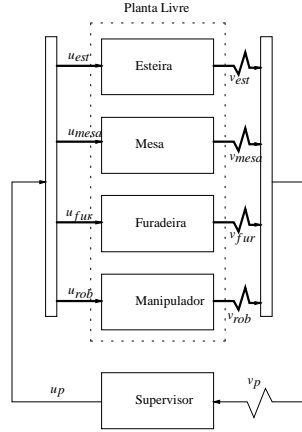 Planta Livre
u_est
Esteira
v_est
u_mesa
Mesa
v_mesa
u_fur
Furadeira
v_fur
u_rob
Manipulador
v_rob
u_p
Supervisor
v_p